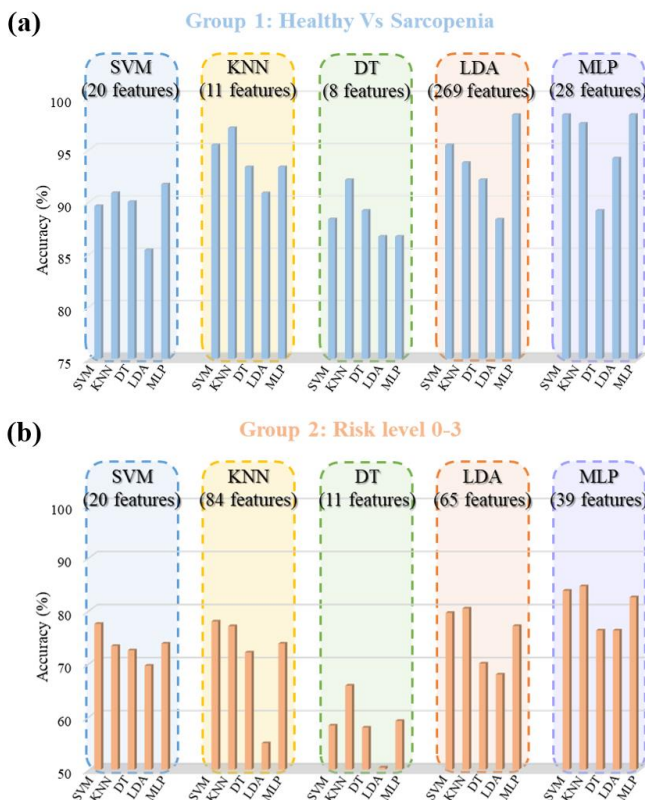 (a)
Group 1: Healthy Vs Sarcopenia
SVM KNN DT LDA MLP
(20 features) (11 features) (8 features) (269 features) (28 features)
Accuracy (%)
100
95
90
85
80
75
SVM KNN DT LDA MLP SVM KNN DT LDA MLP SVM KNN DT LDA MLP SVM KNN DT LDA MLP SVM KNN DT LDA MLP
(b)
Group 2: Risk level 0-3
SVM KNN DT LDA MLP
(20 features) (84 features) (11 features) (65 features) (39 features)
Accuracy (%)
100
90
80
70
60
50
SVM KNN DT LDA MLP SVM KNN DT LDA MLP SVM KNN DT LDA MLP SVM KNN DT LDA MLP SVM KNN DT LDA MLP